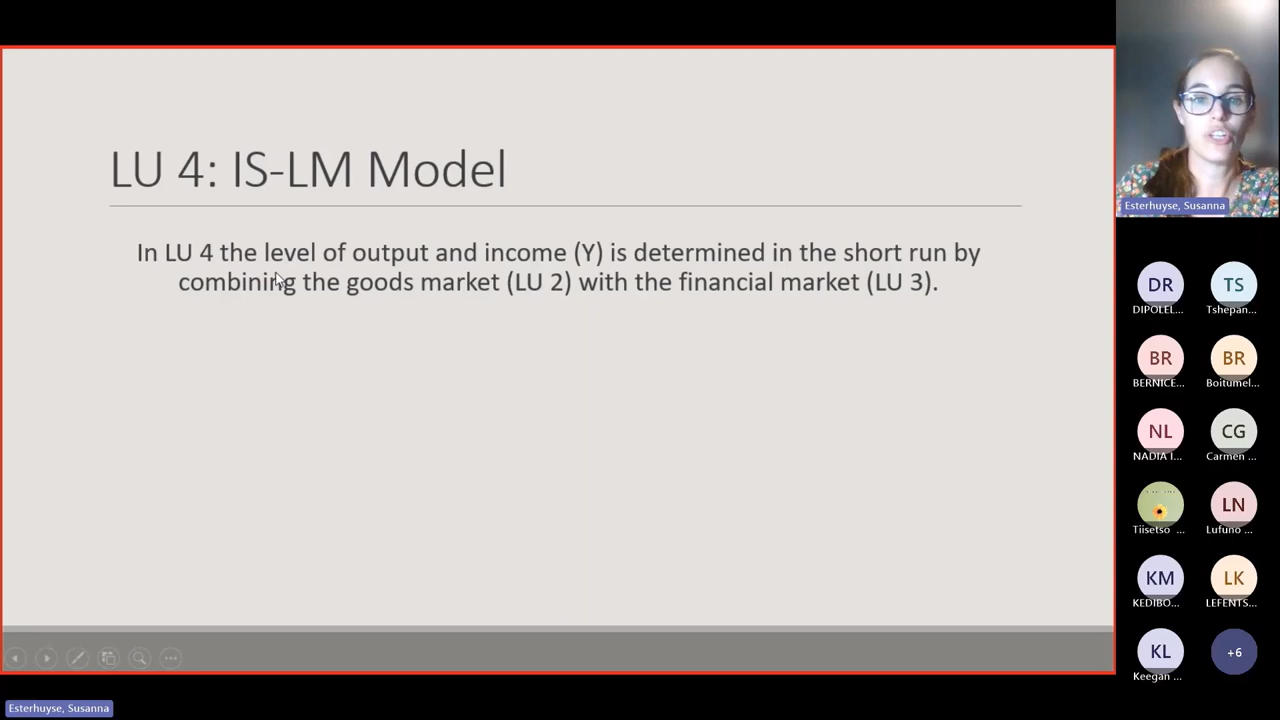 LU 4: IS-LM Model
In LU 4 the level of output and income (Y) is determined in the short run by
combining the goods market (LU 2) with the financial market (LU 3).
Esterhuyse, Susanna
DR TS
DIPOLEL... Tshepan...
BR BR
BERNICE... Boitumel...
NL CG
NADIA I... Carmen ...
LN
Tiisetso ... Lufuno ...
KM LK
KEDIBO... LEFENTS...
KL +6
Keegan ...
Esterhuyse, Susanna